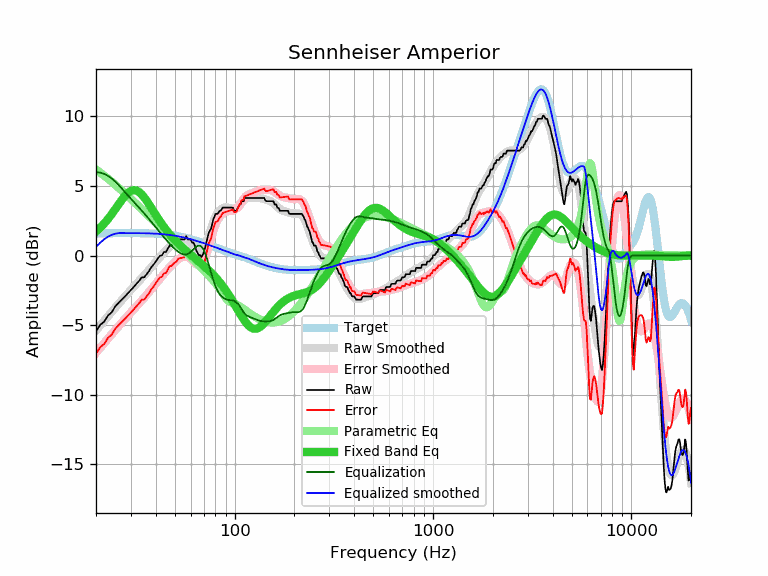 Sennheiser Amperior
Amplitude (dBr)
10
5
0
−5
−10
−15
Target
Raw Smoothed
Error Smoothed
Raw
Error
Parametric Eq
Fixed Band Eq
Equalization
Equalized smoothed
100
1000
10000
Frequency (Hz)